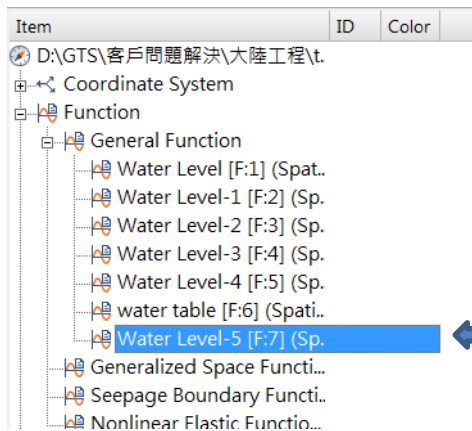 Item ID Color
D:\GTS\客戶問題解決\大陸工程\t.
Coordinate System
Function
General Function
Water Level [F:1] (Spat..
Water Level-1 [F:2] (Sp.
Water Level-2 [F:3] (Sp.
Water Level-3 [F:4] (Sp.
Water Level-4 [F:5] (Sp.
water table [F:6] (Spati..
Water Level-5 [F:7] (Sp.
Generalized Space Functi...
Seepage Boundary Functi..
Nonlinear Elastic Functio...